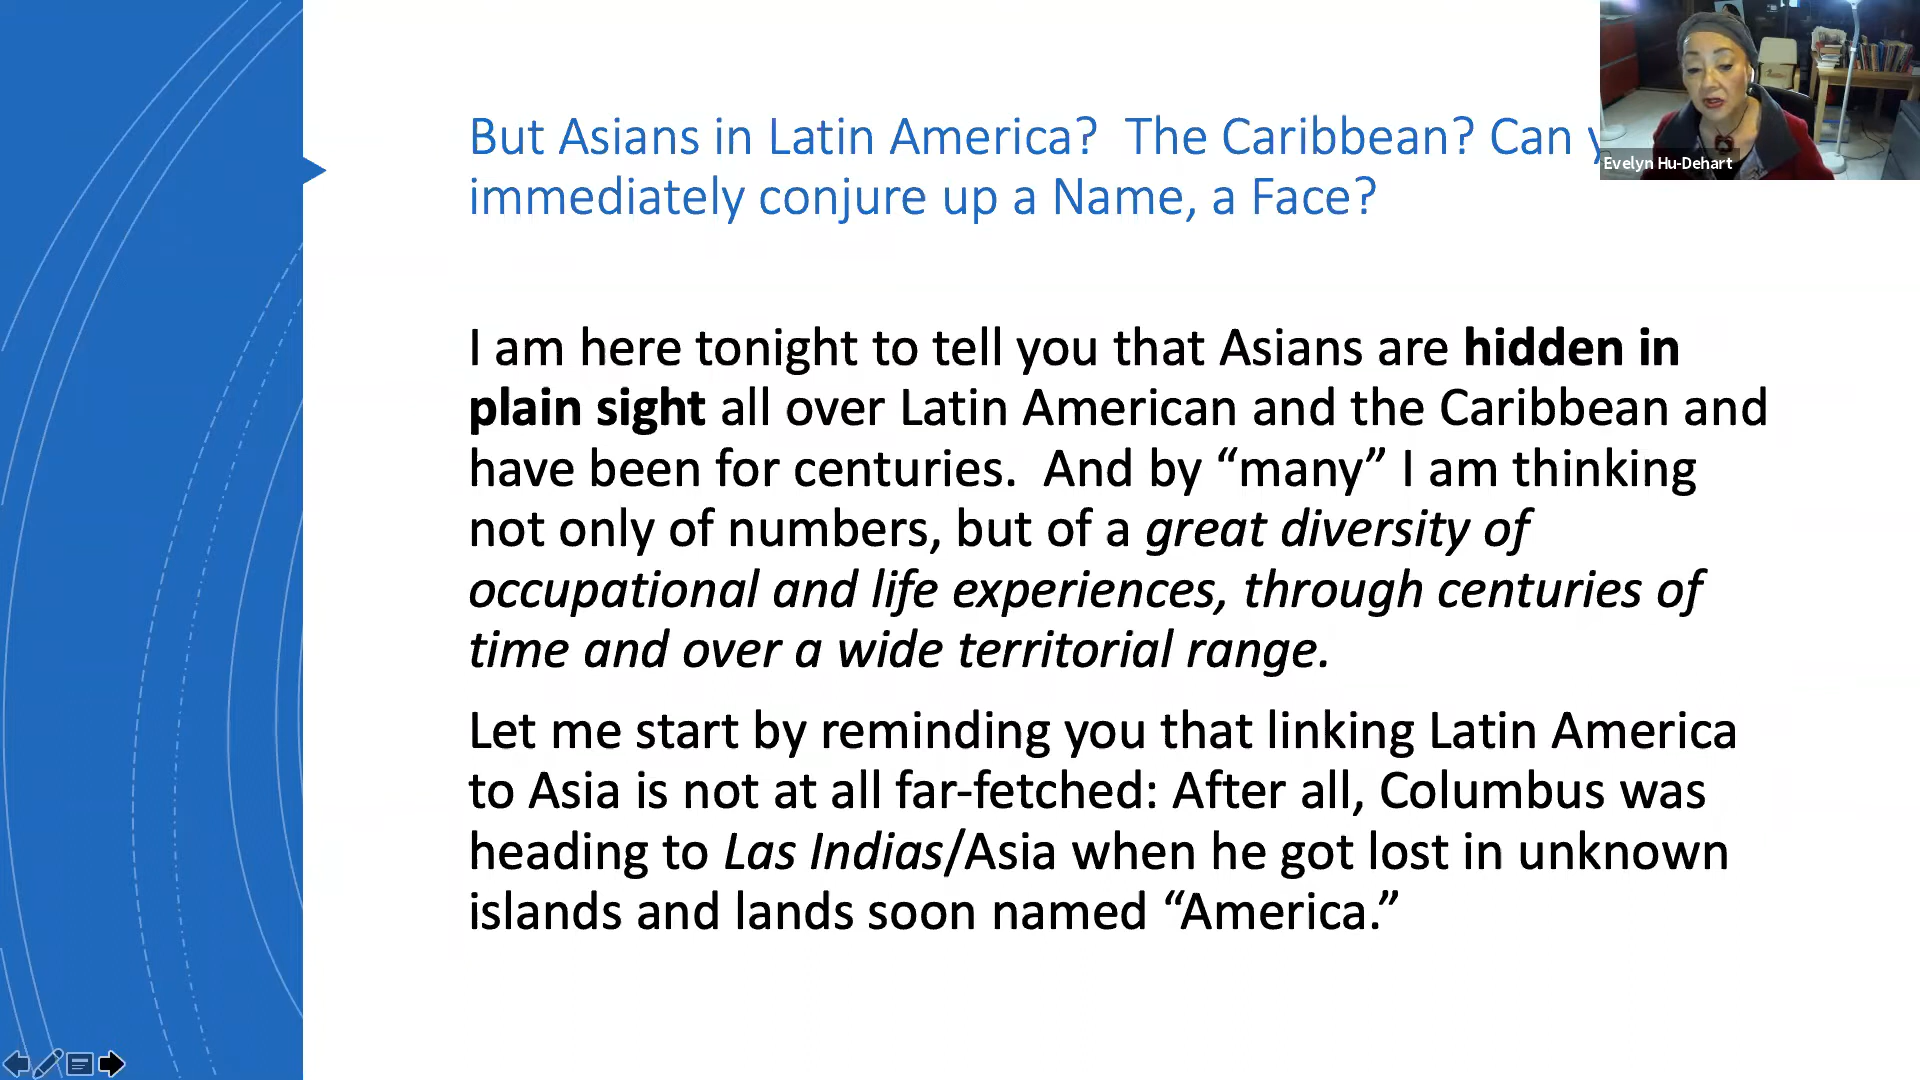 But Asians in Latin America? The Caribbean? Can
immediately conjure up a Name, a Face?
Evelyn Hu-Dehart
I am here tonight to tell you that Asians are hidden in
plain sight all over Latin American and the Caribbean and
have been for centuries. And by “many” I am thinking
not only of numbers, but of a great diversity of
occupational and life experiences, through centuries of
time and over a wide territorial range.
Let me start by reminding you that linking Latin America
to Asia is not at all far-fetched: After all, Columbus was
heading to Las Indias/Asia when he got lost in unknown
islands and lands soon named “America.”